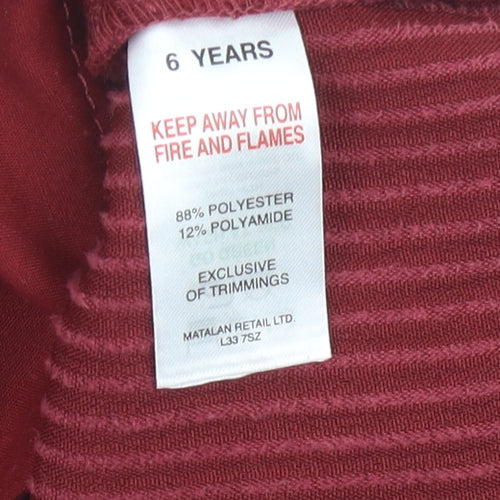 6 YEARS
KEEP AWAY FROM
FIRE AND FLAMES
88% POLYESTER
12% POLYAMIDE
EXCLUSIVE
OF TRIMMINGS
MATALAN RETAIL LTD.
L33 7SZ